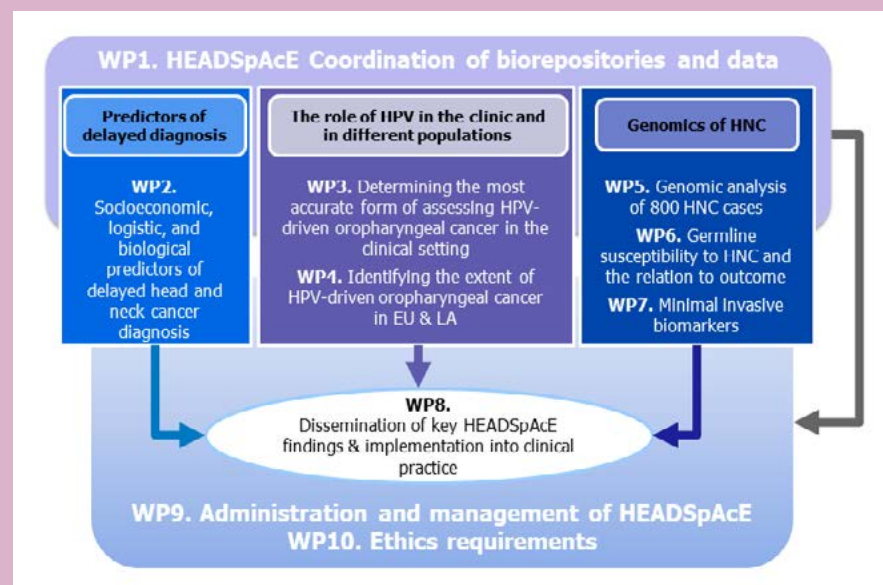 WP1. HEADSpAcE Coordination of biorepositories and data
Predictors of
delayed diagnosis
WP2.
Socioeconomic,
logistic, and
biological
predictors of
delayed head and
neck cancer
diagnosis
The role of HPV in the clinic and
in different populations
WP3. Determining the most
accurate form of assessing HPV-
driven oropharyngeal cancer in the
clinical setting
WP4. Identifying the extent of
HPV-driven oropharyngeal cancer
in EU & LA
Genomics of HNC
WP5. Genomic analysis
of 800 HNC cases
WP6. Germline
susceptibility to HNC and
the relation to outcome
WP7. Minimal invasive
biomarkers
WP8.
Dissemination of key HEADSpAcE
findings & implementation into clinical
practice
WP9. Administration and management of HEADSpAcE
WP10. Ethics requirements